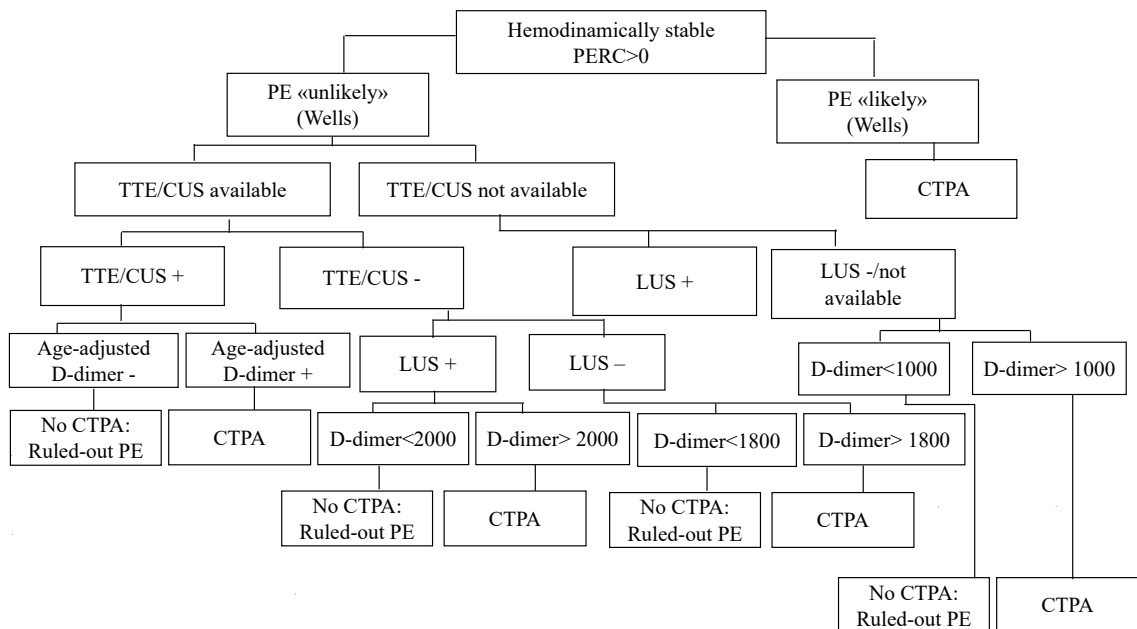 Hemodinamically stable
PERC>0
PE «unlikely»
(Wells)
PE «likely»
(Wells)
TTE/CUS available
TTE/CUS not available
CTPA
TTE/CUS +
TTE/CUS -
LUS +
LUS -/not
available
Age-adjusted
D-dimer -
Age-adjusted
D-dimer +
LUS +
LUS –
D-dimer<1000
D-dimer> 1000
No CTPA:
Ruled-out PE
CTPA
D-dimer<2000
D-dimer> 2000
D-dimer<1800
D-dimer> 1800
No CTPA:
Ruled-out PE
CTPA
No CTPA:
Ruled-out PE
CTPA
No CTPA:
Ruled-out PE
CTPA